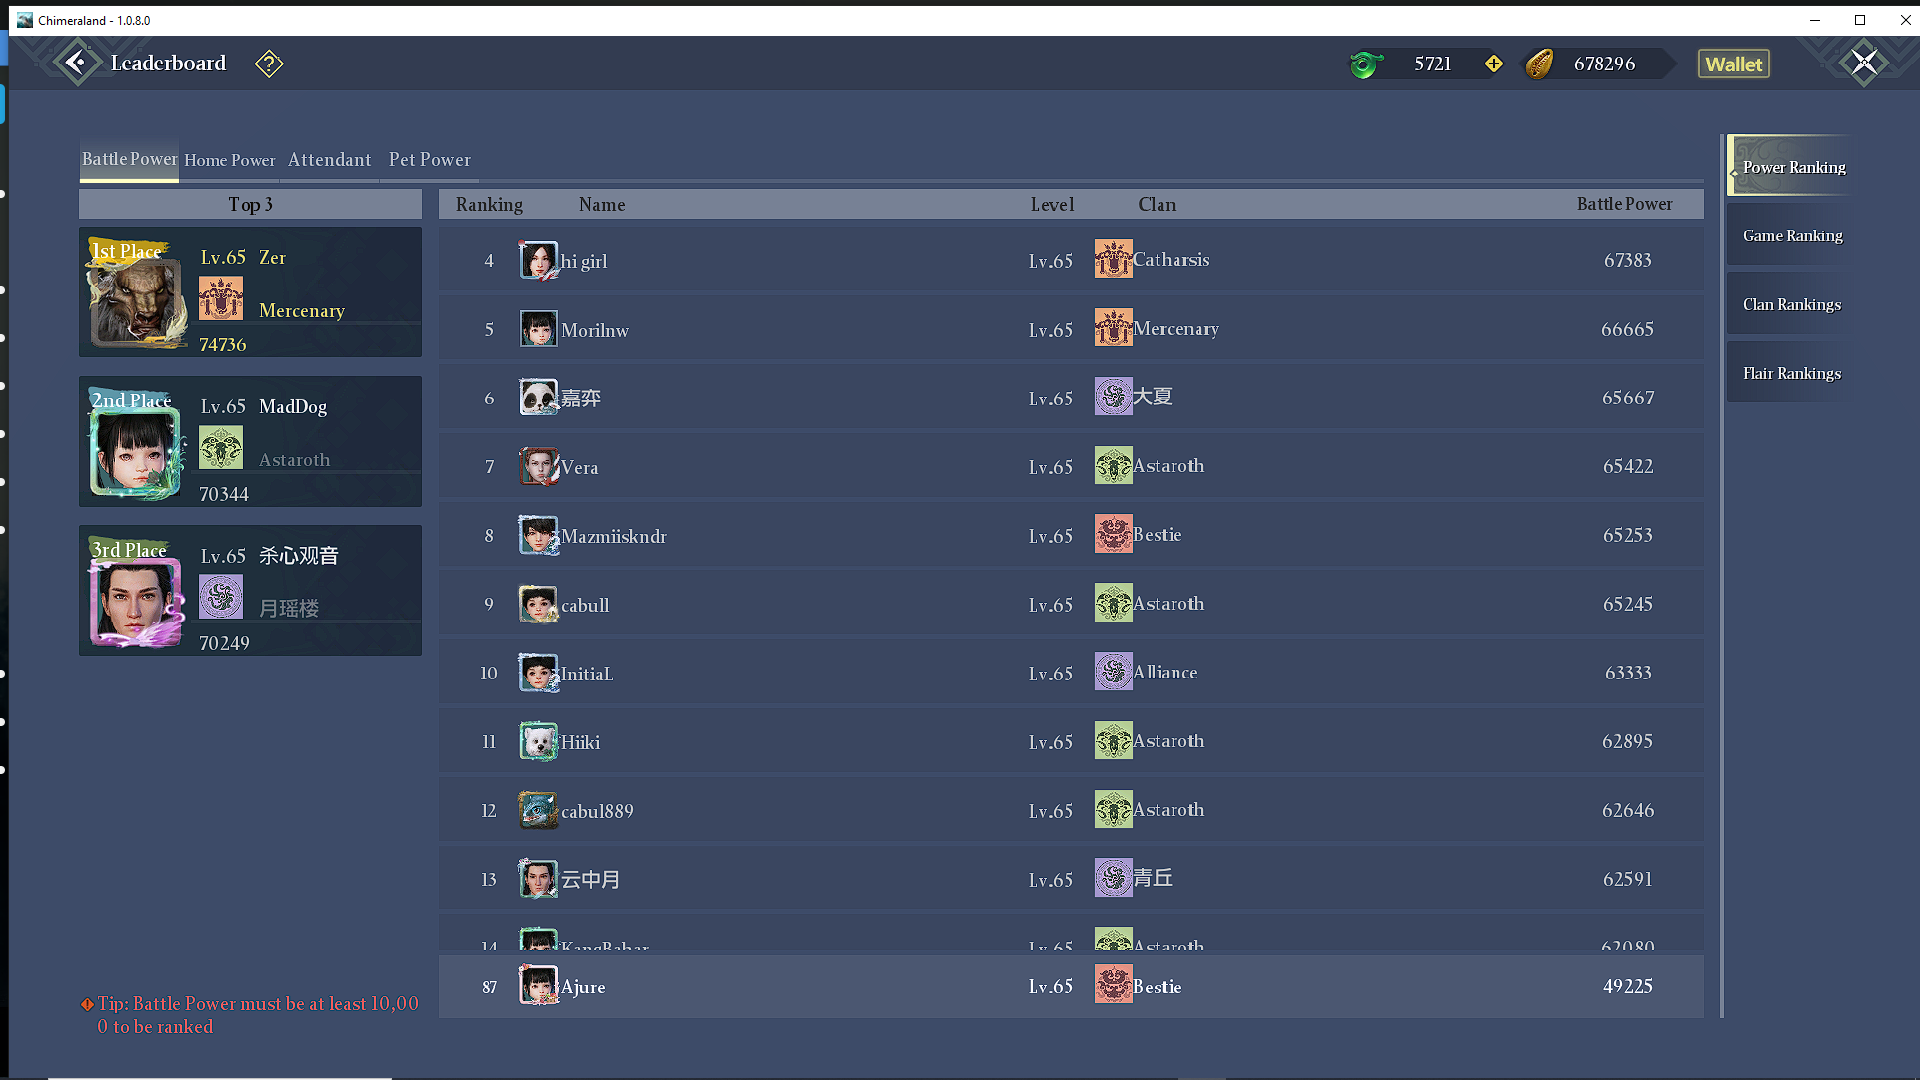 Chimeraland - 1.0.8.0
Leaderboard
?
5721
678296
Wallet
Battle Power Home Power Attendant Pet Power
Top 3
1st Place
Lv.65 Zer
Mercenary
74736
2nd Place
Lv.65 MadDog
Astaroth
70344
3rd Place
Lv.65 杀心观音
月瑶楼
70249
Tip: Battle Power must be at least 10,00
0 to be ranked
Ranking Name Level Clan Battle Power
4 hi girl Lv.65 Catharsis 67383
5 Morilnw Lv.65 Mercenary 66665
6 嘉弈 Lv.65 大夏 65667
7 Vera Lv.65 Astaroth 65422
8 Mazmiiskndr Lv.65 Bestie 65253
9 cabull Lv.65 Astaroth 65245
10 InitiaL Lv.65 Alliance 63333
11 Hiiki Lv.65 Astaroth 62895
12 cabul889 Lv.65 Astaroth 62646
13 云中月 Lv.65 青丘 62591
14 KangBahar Lv.65 Astaroth 62080
87 Ajure Lv.65 Bestie 49225
Power Ranking
Game Ranking
Clan Rankings
Flair Rankings